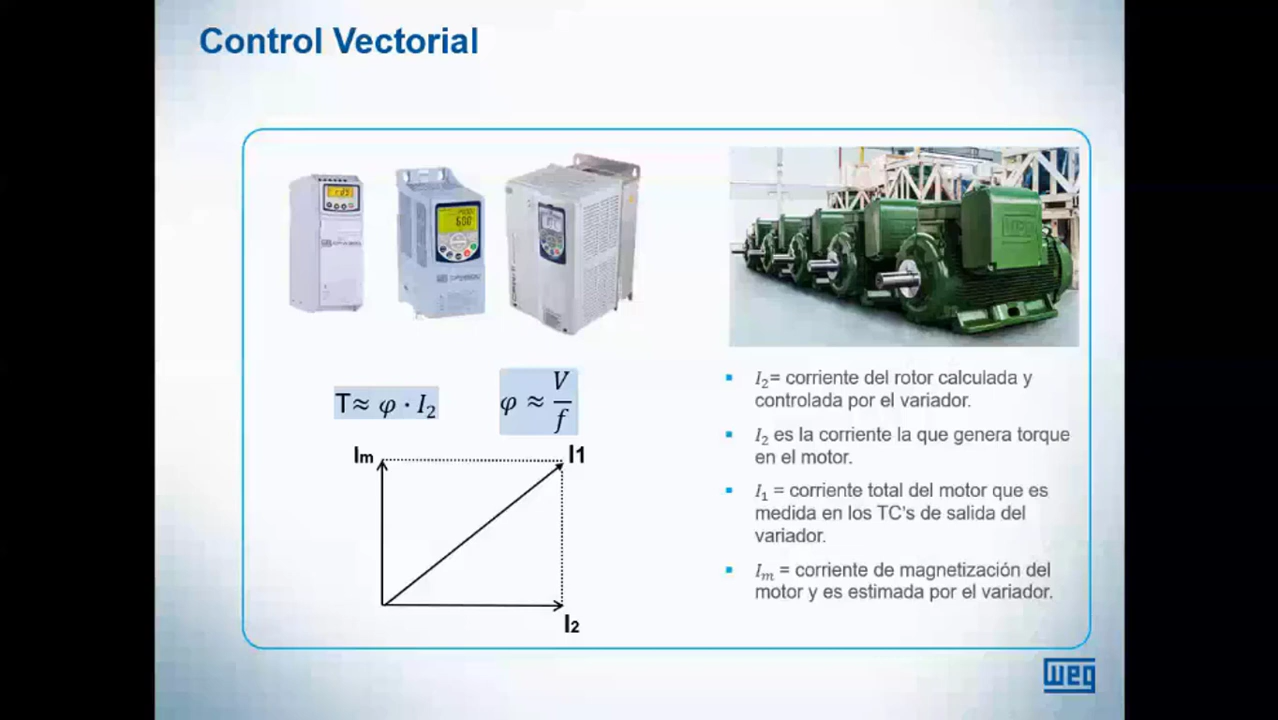 Control Vectorial
T≈ φ · I₂
φ ≈ V/f
Im
I1
I2
I₂= corriente del rotor calculada y
controlada por el variador.
I₂ es la corriente la que genera torque
en el motor.
I₁ = corriente total del motor que es
medida en los TC's de salida del
variador.
Iₘ = corriente de magnetización del
motor y es estimada por el variador.
WEG
weg